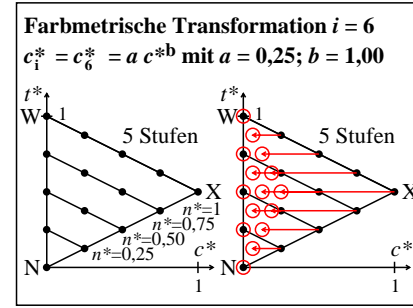 Farbmetrische Transformation i = 6
c*i = c*6 = a c*b mit a = 0,25; b = 1,00
t*
W 1
5 Stufen
X
n*=1
n*=0,75
n*=0,50
n*=0,25
N
c*
1
t*
W 1
5 Stufen
X
N
c*
1